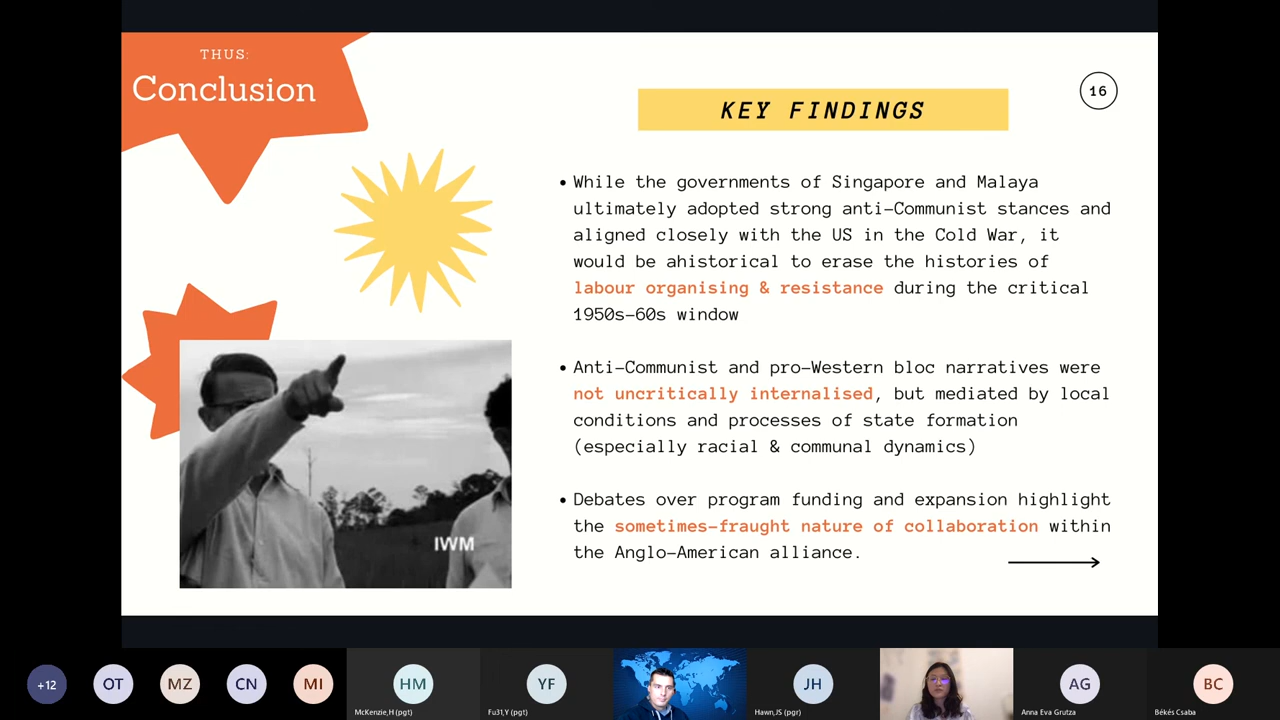 THUS:
Conclusion
KEY FINDINGS
16
• While the governments of Singapore and Malaya
ultimately adopted strong anti-Communist stances and
aligned closely with the US in the Cold War, it
would be ahistorical to erase the histories of
labour organising & resistance during the critical
1950s-60s window
• Anti-Communist and pro-Western bloc narratives were
not uncritically internalised, but mediated by local
conditions and processes of state formation
(especially racial & communal dynamics)
• Debates over program funding and expansion highlight
the sometimes-fraught nature of collaboration within
the Anglo-American alliance.
IWM
+12
OT
MZ
CN
MI
HM
McKenzie,H (pgt)
YF
Fu31,Y (pgt)
JH
Hawn,JS (pgr)
AG
Anna Eva Grutza
BC
Békés Csaba